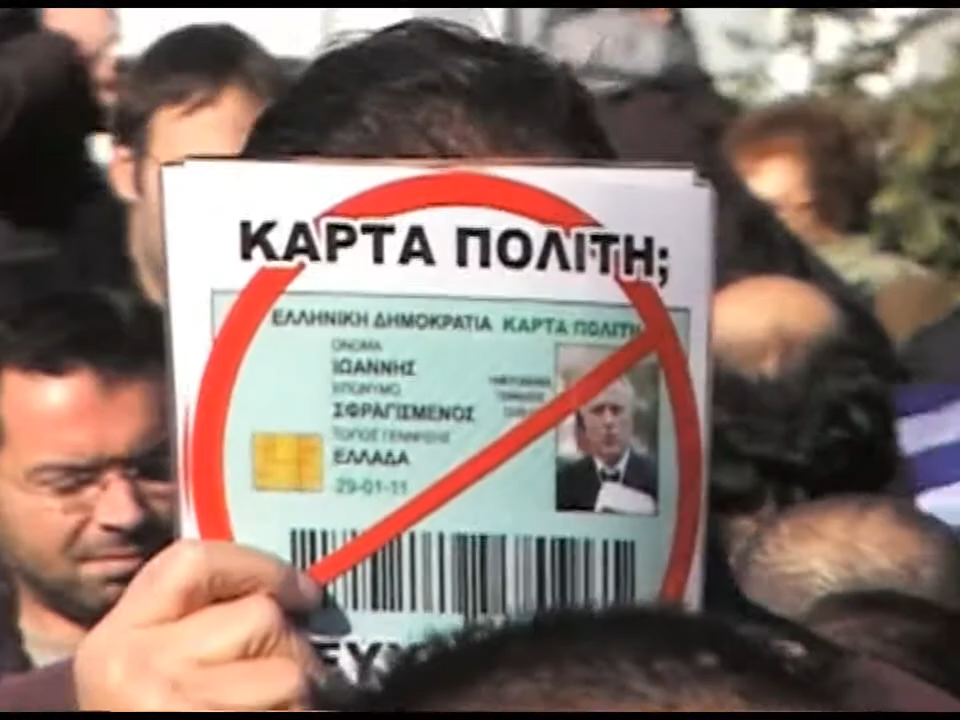 ΚΑΡΤΑ ΠΟΛΙΤΗ;
ΕΛΛΗΝΙΚΗ ΔΗΜΟΚΡΑΤΙΑ ΚΑΡΤΑ ΠΟΛΙΤΗ
ΟΝΟΜΑ
ΙΩΑΝΝΗΣ
ΕΠΩΝΥΜΟ
ΣΦΡΑΓΙΣΜΕΝΟΣ
ΤΟΠΟΣ ΓΕΝΝΗΣΗΣ
ΕΛΛΑΔΑ
29-01-11